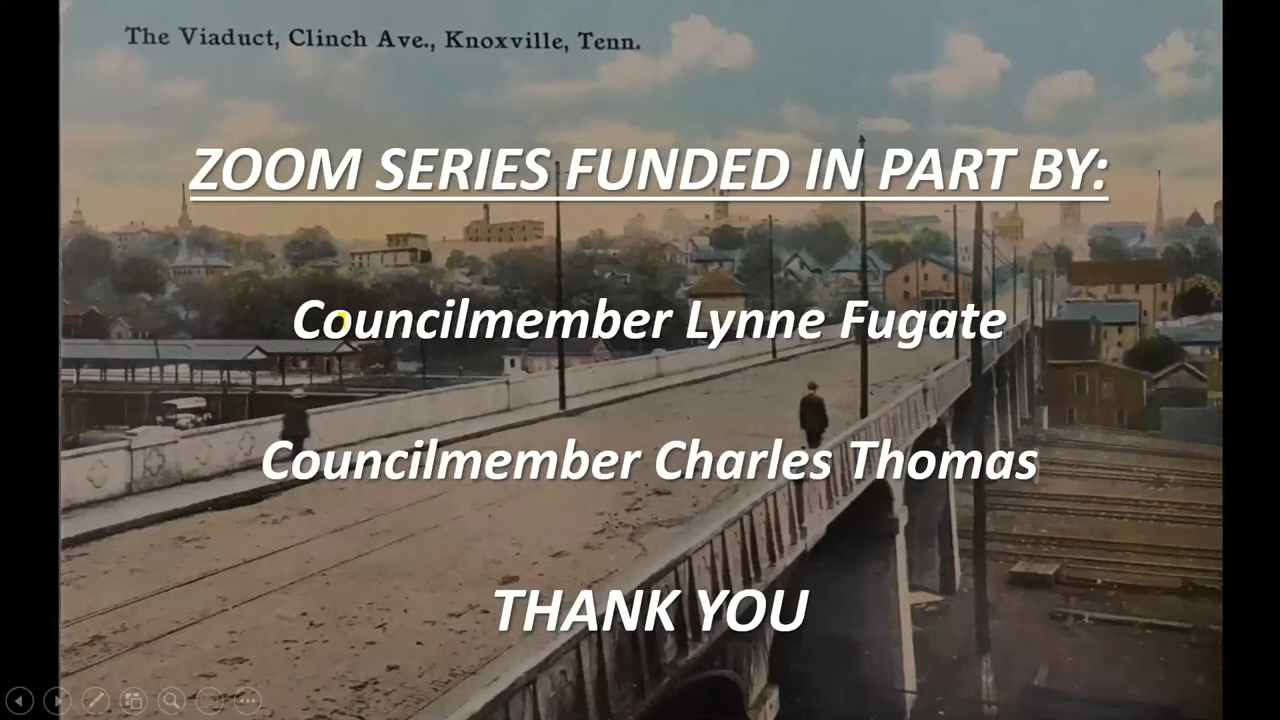 The Viaduct, Clinch Ave., Knoxville, Tenn.
ZOOM SERIES FUNDED IN PART BY:
Councilmember Lynne Fugate
Councilmember Charles Thomas
THANK YOU